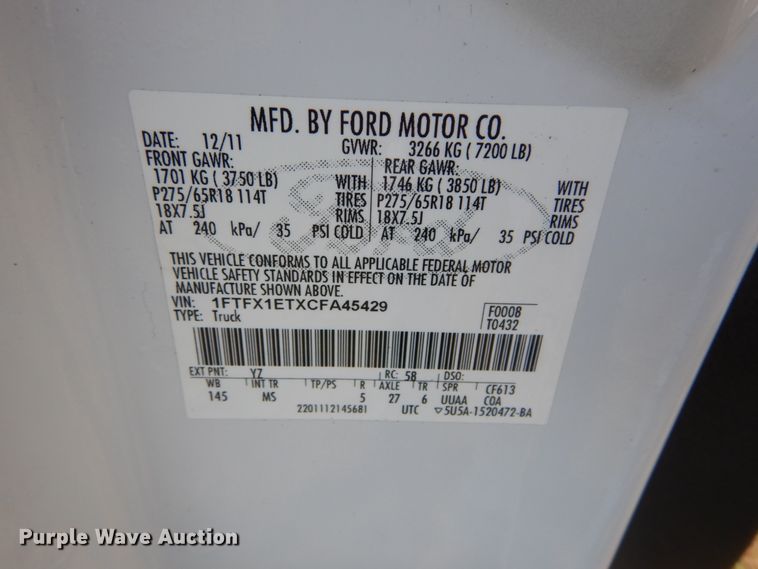 MFD. BY FORD MOTOR CO.
DATE: 12/11 GVWR: 3266 KG ( 7200 LB)
FRONT GAWR: REAR GAWR:
1701 KG ( 3750 LB) WITH 1746 KG ( 3850 LB) WITH
P275/65R18 114T TIRES P275/65R18 114T TIRES
18X7.5J RIMS 18X7.5J RIMS
AT 240 kPa/ 35 PSI COLD AT 240 kPa/ 35 PSI COLD
Ford
THIS VEHICLE CONFORMS TO ALL APPLICABLE FEDERAL MOTOR
VEHICLE SAFETY STANDARDS IN EFFECT ON THE DATE OF
MANUFACTURE SHOWN ABOVE.
VIN: 1FTFX1ETXCFA45429 F0008
TYPE: Truck T0432
EXT PNT: YZ RC: 58 DSO:
WB INT TR TP/PS R AXLE TR SPR CF613
145 MS 5 27 6 UUAA COA
2201112145681 UTC ▽5U5A-1520472-BA
Purple Wave Auction